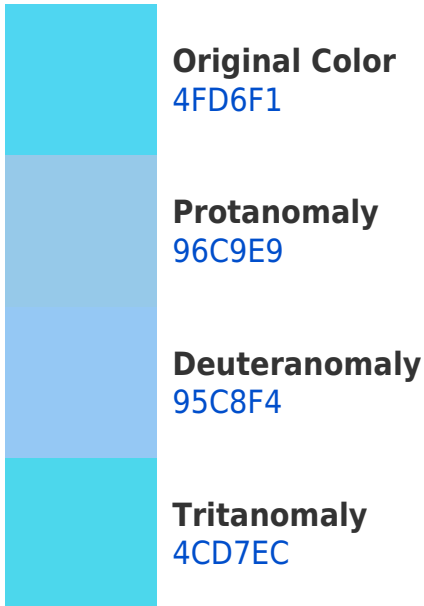 Original Color
4FD6F1
Protanomaly
96C9E9
Deuteranomaly
95C8F4
Tritanomaly
4CD7EC